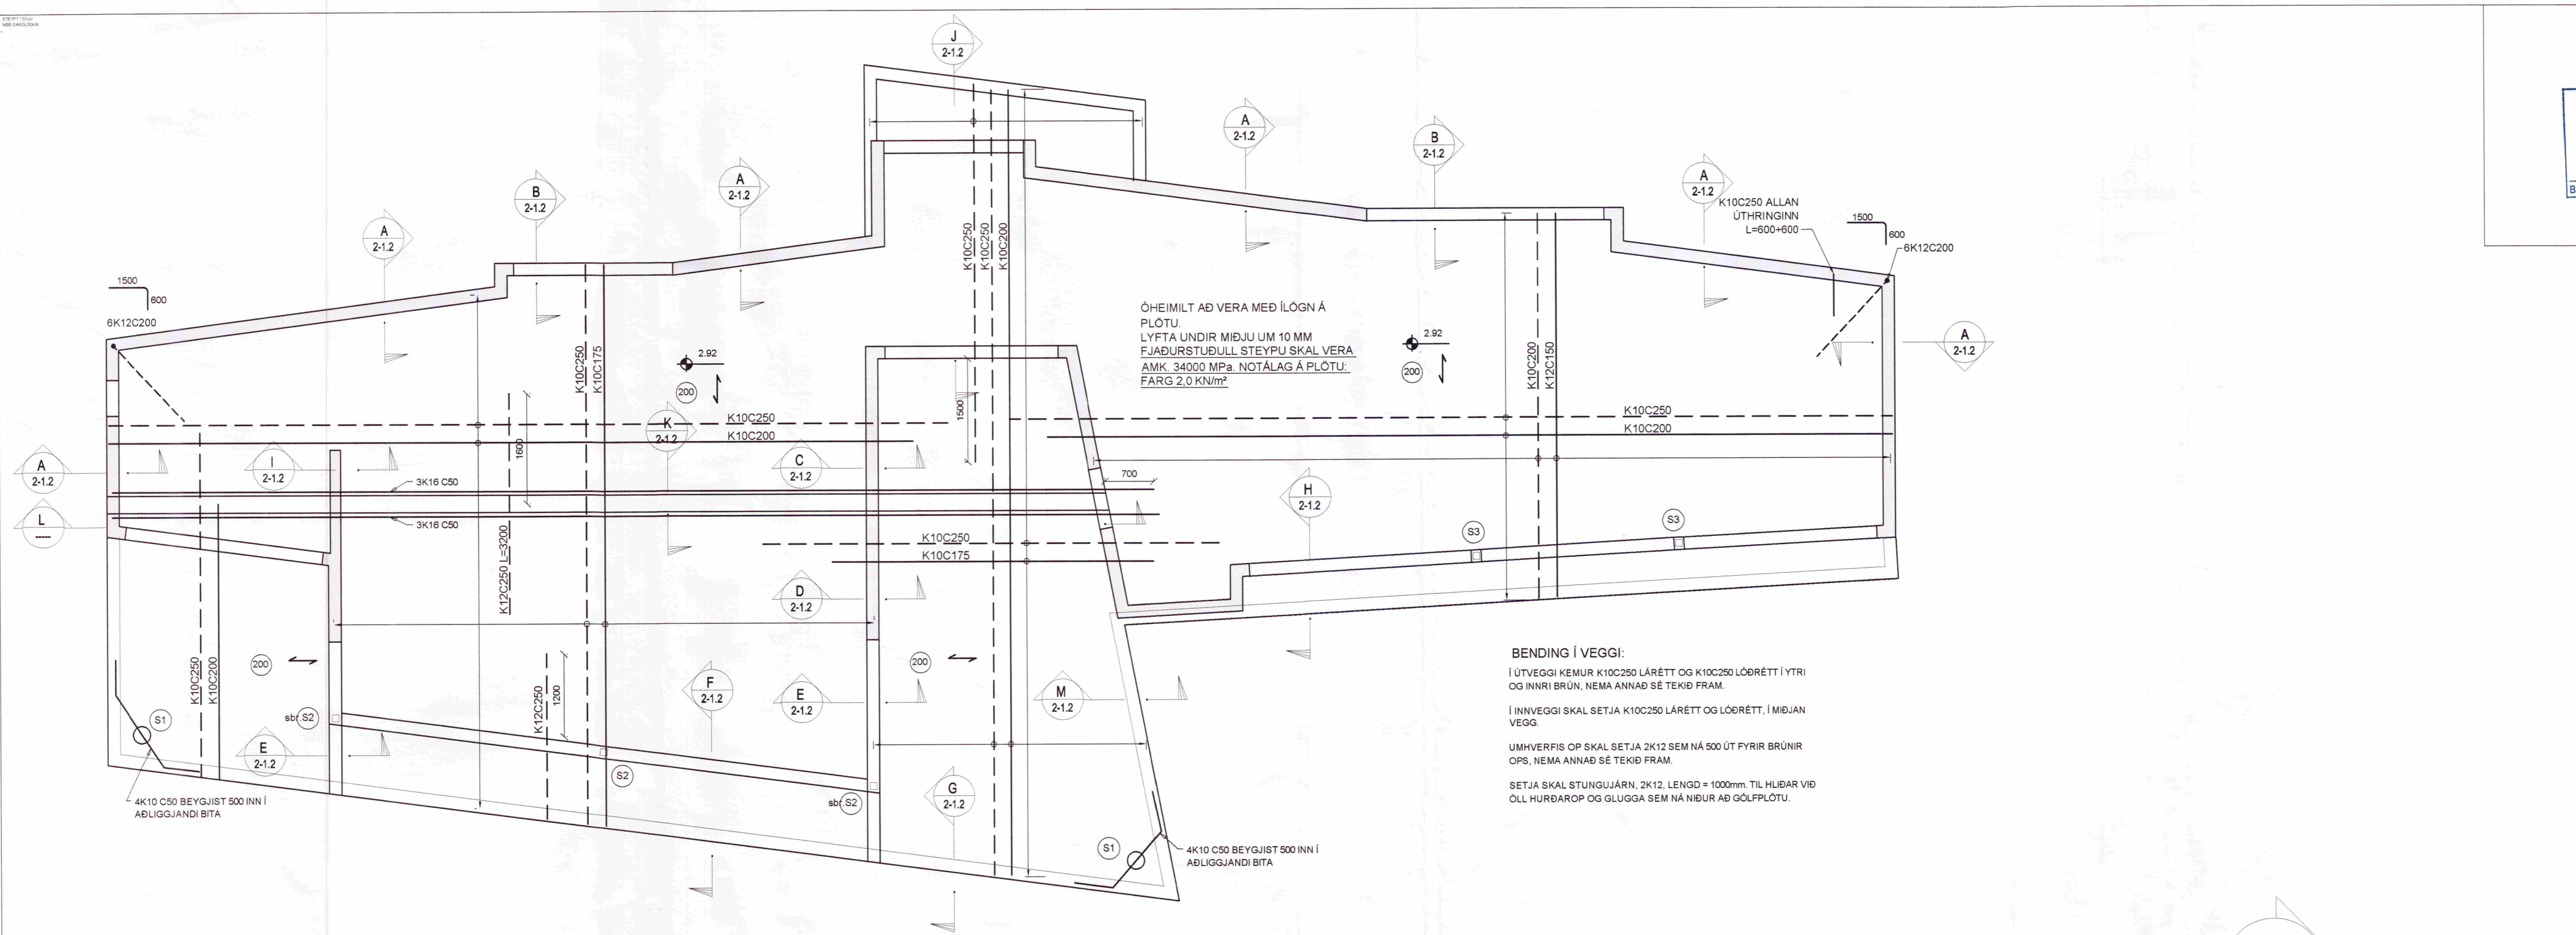 STEYPT Í SÓLU
J
2-1.2
A
2-1.2
B
2-1.2
A
2-1.2
K10C250 ALLAN
ÚTHRINGINN
L=600+600
1500
600
6K12C200
A
2-1.2
B
2-1.2
A
2-1.2
1500
600
6K12C200
K10C250
K10C250
K10C200
ÓHEIMILT AÐ VERA MEÐ ÍLÖGN Á
PLÖTU.
LYFTA UNDIR MIÐJU UM 10 MM
FJAÐURSTUÐULL STEYPU SKAL VERA
AMK. 34000 MPa. NOTÁLAG Á PLÖTU:
FARG 2,0 KN/m²
2.92
200
2.92
200
K10C250
K10C175
K10C200
K12C150
A
2-1.2
1600
1500
K
2-1.2
K10C250
K10C200
K10C250
K10C200
A
2-1.2
I
2-1.2
C
2-1.2
3K16 C50
700
L
----
3K16 C50
H
2-1.2
S3
S3
K10C250
K10C175
K12C250 L=3200
D
2-1.2
K10C250
K10C200
200
200
F
2-1.2
E
2-1.2
M
2-1.2
K12C250
1200
S1
sbr.S2
E
2-1.2
S2
sbr.S2
G
2-1.2
4K10 C50 BEYGJIST 500 INN Í
AÐLIGGJANDI BITA
S1
4K10 C50 BEYGJIST 500 INN Í
AÐLIGGJANDI BITA
BENDING Í VEGGI:
Í ÚTVEGGI KEMUR K10C250 LÁRÉTT OG K10C250 LÓÐRÉTT Í YTRI
OG INNRI BRÚN, NEMA ANNAÐ SÉ TEKIÐ FRAM.
Í INNVEGGI SKAL SETJA K10C250 LÁRÉTT OG LÓÐRÉTT, Í MIÐJAN
VEGG.
UMHVERFIS OP SKAL SETJA 2K12 SEM NÁ 500 ÚT FYRIR BRÚNIR
OPS, NEMA ANNAÐ SÉ TEKIÐ FRAM.
SETJA SKAL STUNGUJÁRN, 2K12, LENGD = 1000mm. TIL HLIÐAR VIÐ
ÖLL HURÐAROP OG GLUGGA SEM NÁ NIÐUR AÐ GÓLFPLÖTU.
B